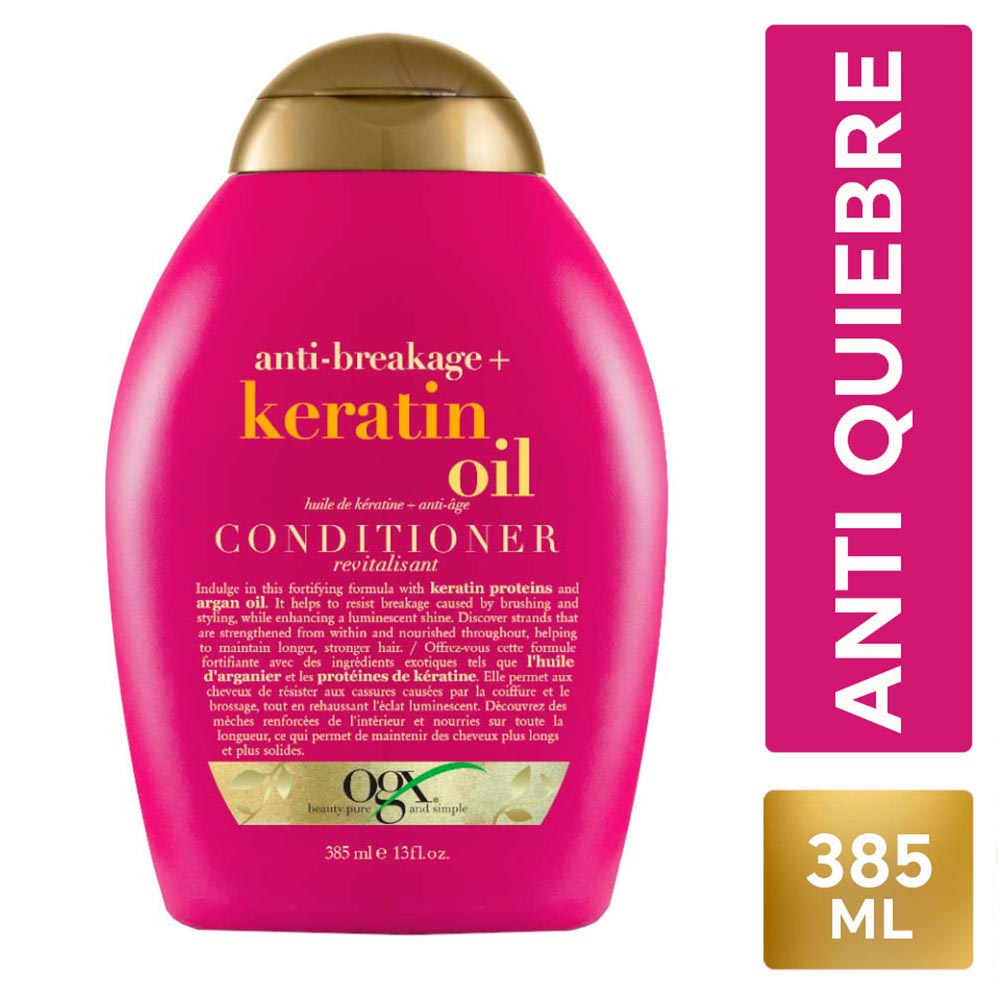 anti-breakage +
keratin
oil
huile de kératine + anti-âge
CONDITIONER
revitalisant
Indulge in this fortifying formula with keratin proteins and
argan oil. It helps to resist breakage caused by brushing and
styling, while enhancing a luminescent shine. Discover strands that
are strengthened from within and nourished throughout, helping
to maintain longer, stronger hair. / Offrez-vous cette formule
fortifiante avec des ingrédients exotiques tels que l'huile
d'arganier et les protéines de kératine. Elle permet aux
cheveux de résister aux cassures causées par la coiffure et le
brossage, tout en rehaussant l'éclat luminescent. Découvrez des
mèches renforcées de l'intérieur et nourries sur toute la
longueur, ce qui permet de maintenir des cheveux plus longs
et plus solides.
ogx®
beauty pure and simple
385 ml e 13fl.oz.
ANTI QUIEBRE
385
ML